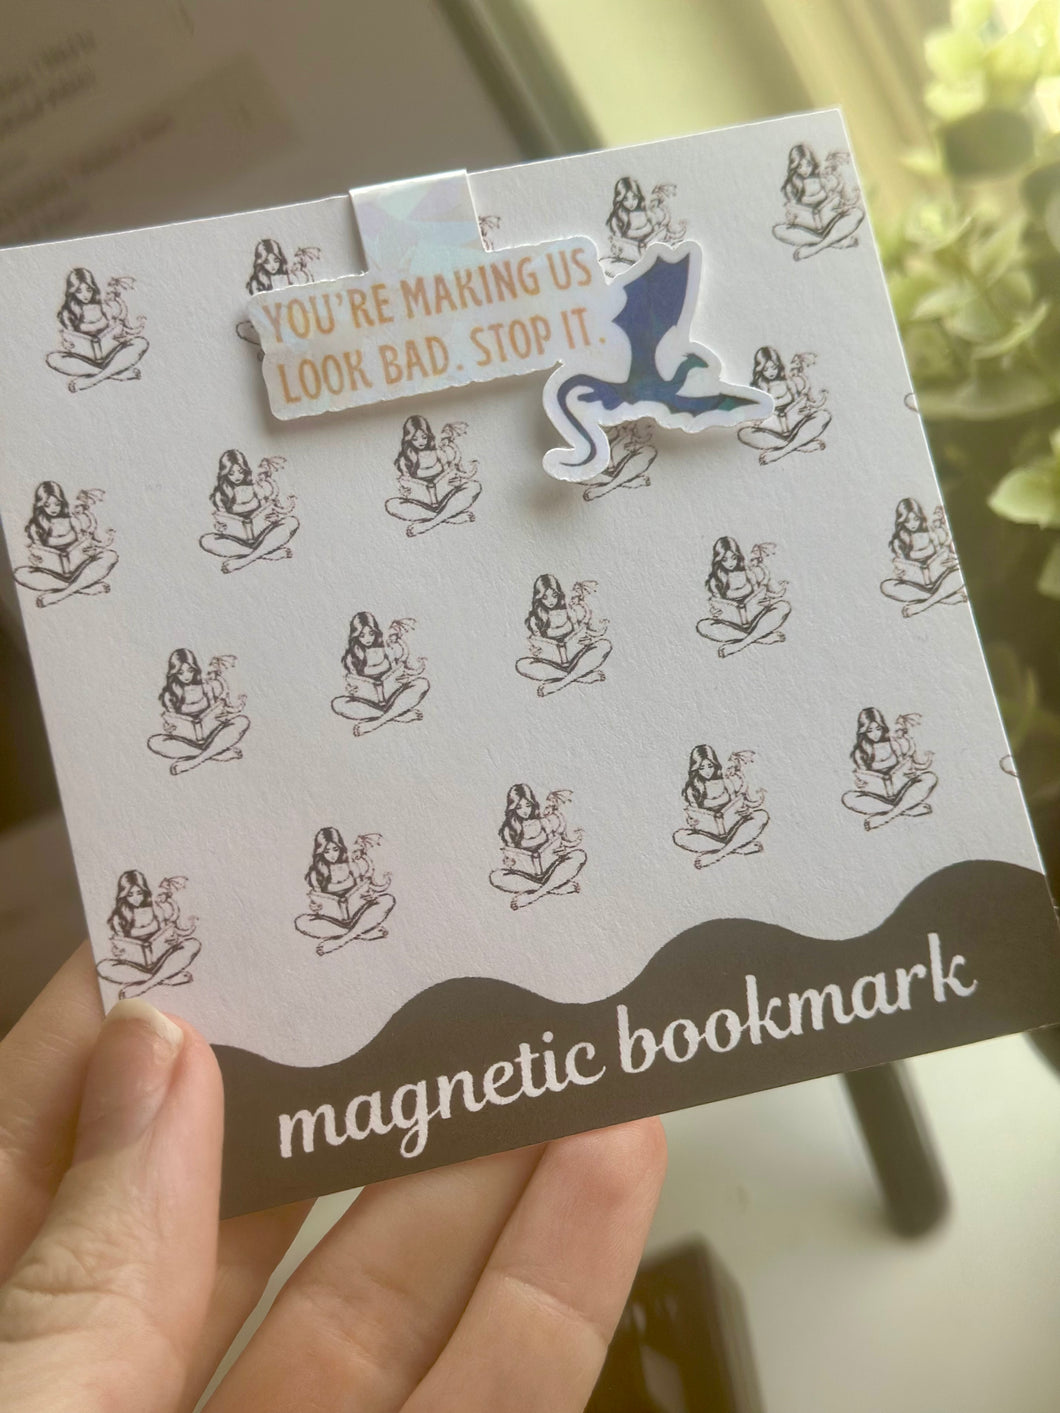 YOU'RE MAKING US
LOOK BAD. STOP IT.
magnetic bookmark